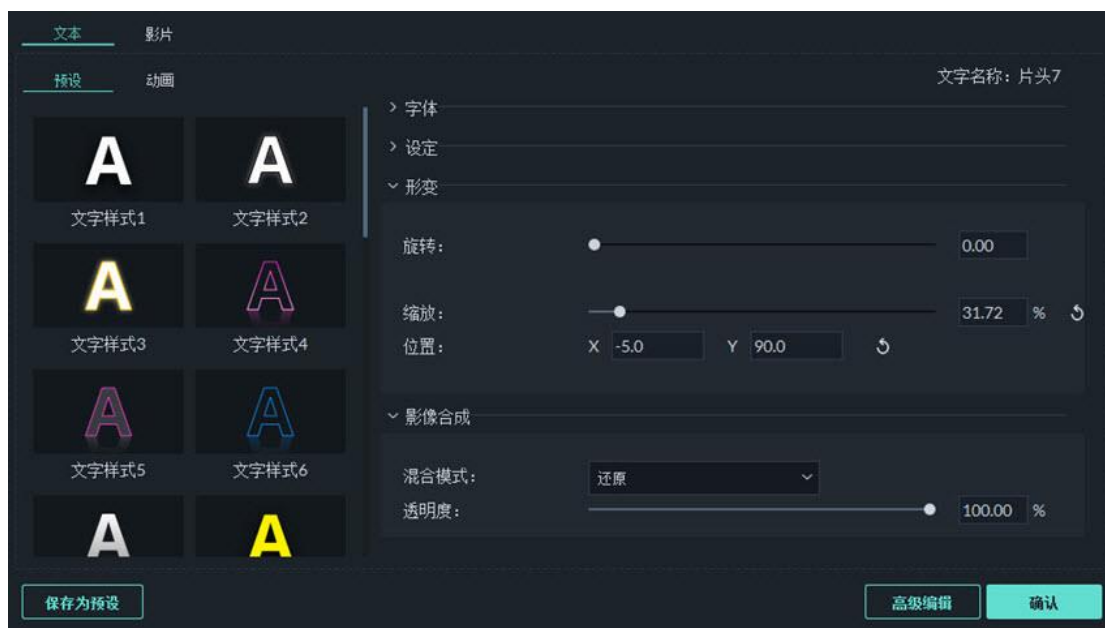 文本 影片
预设 动画
文字名称：片头7
A A
文字样式1 文字样式2
A A
文字样式3 文字样式4
A A
文字样式5 文字样式6
A A
字体
设定
形变
旋转： 0.00
缩放： 31.72 %
位置： X -5.0 Y 90.0
影像合成
混合模式： 还原
透明度： 100.00 %
保存为预设 高级编辑 确认